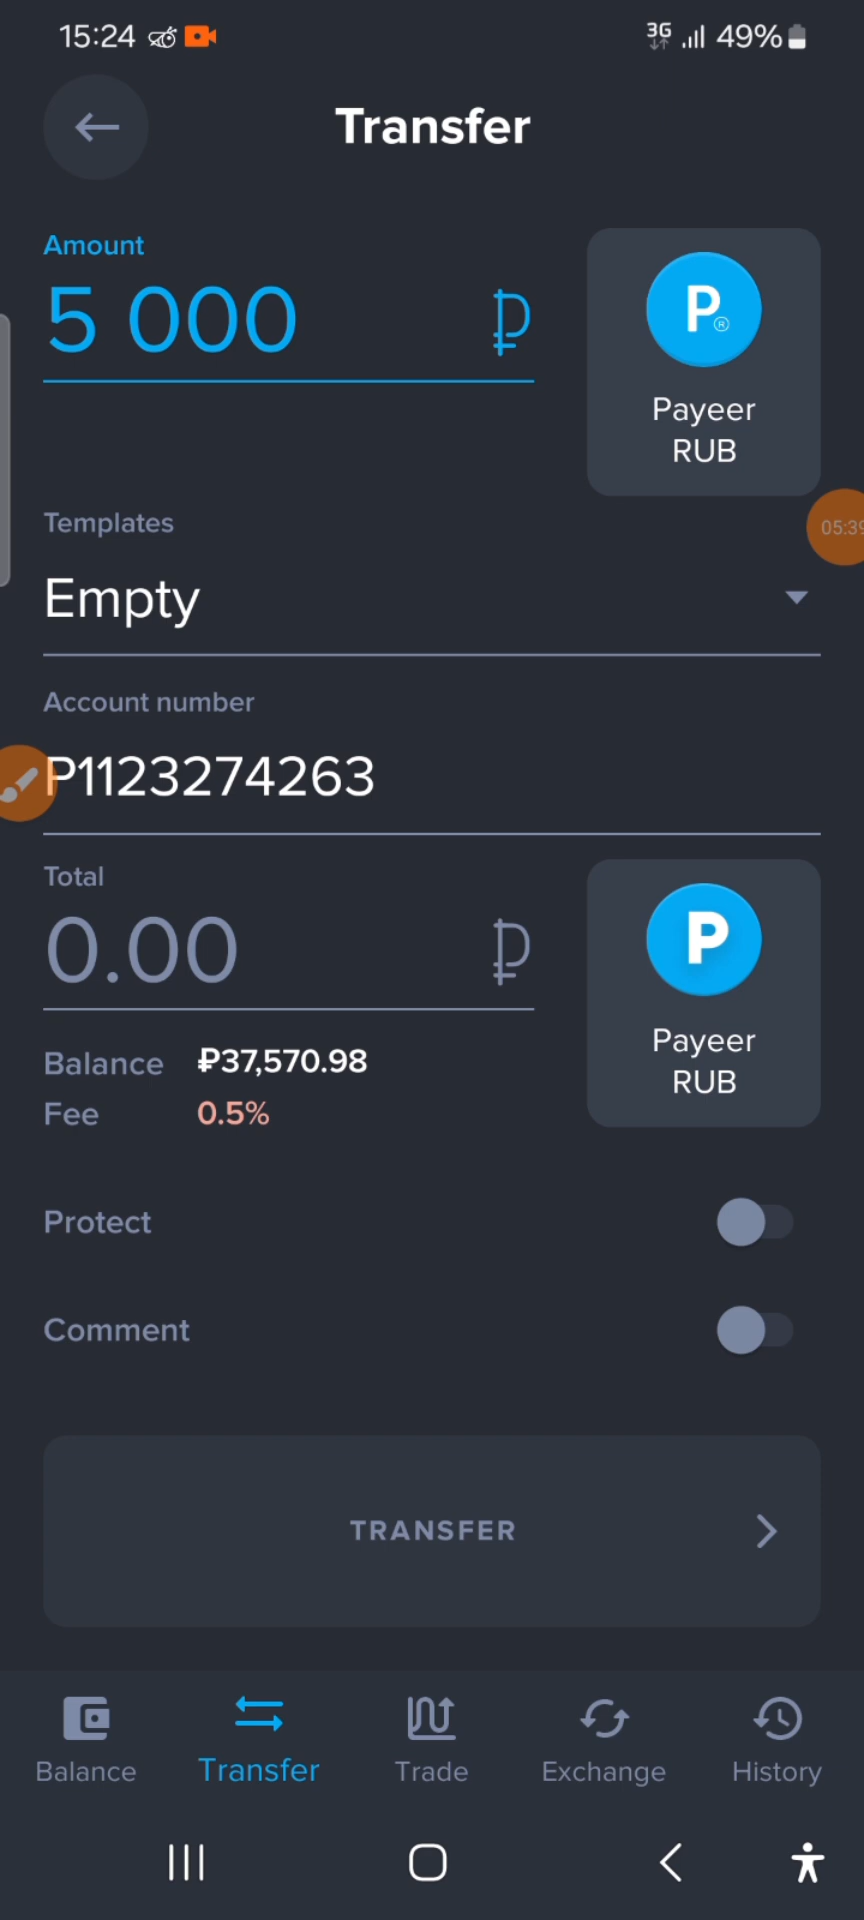 15:24 3G 49%
Transfer
Amount
5 000 ₽
P®
Payeer
RUB
Templates
05:39
Empty
Account number
P1123274263
Total
0.00 ₽
P
Payeer
RUB
Balance ₽37,570.98
Fee 0.5%
Protect
Comment
TRANSFER
Balance Transfer Trade Exchange History